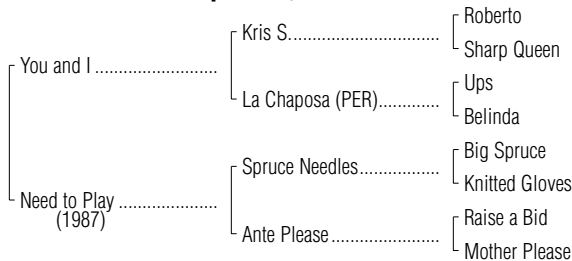 Roberto
Kris S.
Sharp Queen
You and I
Ups
La Chaposa (PER)
Belinda
Big Spruce
Spruce Needles
Knitted Gloves
Need to Play
(1987)
Raise a Bid
Ante Please
Mother Please